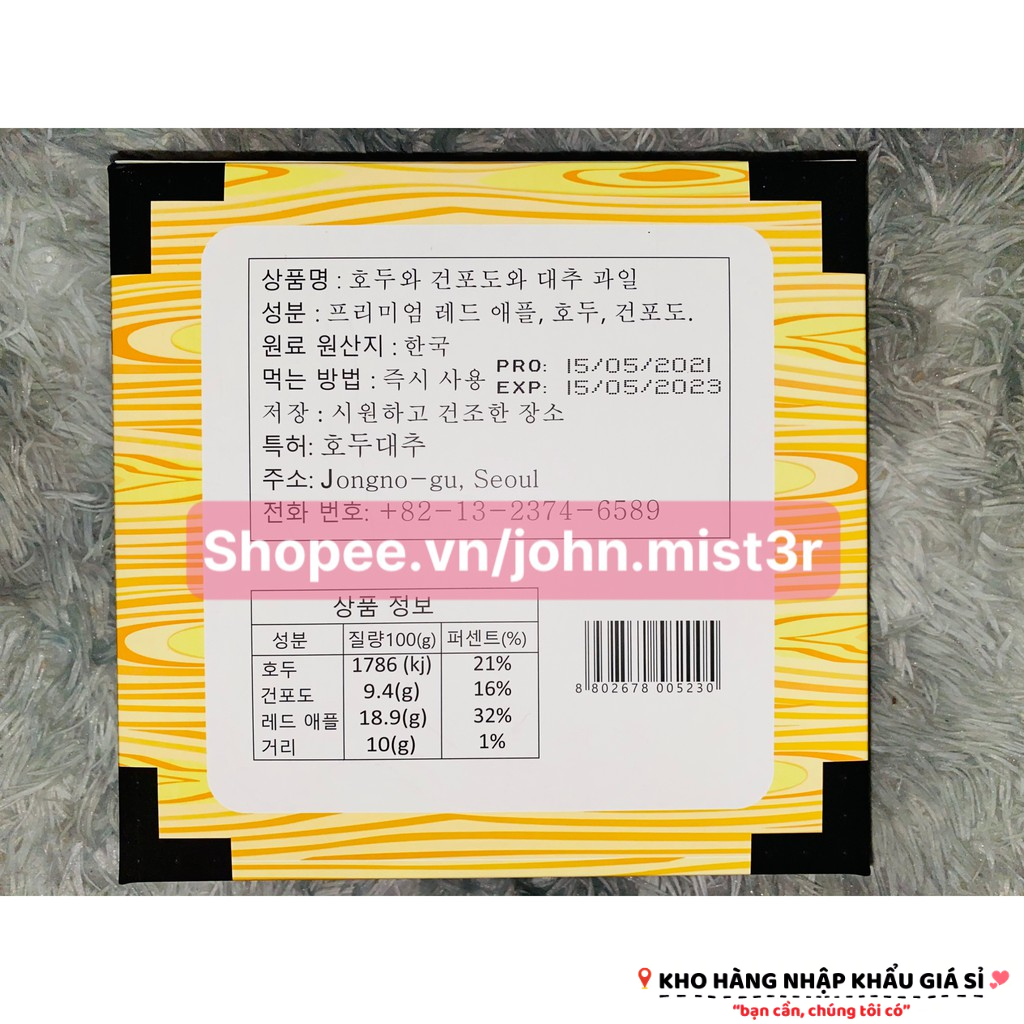 상품명 : 호두와 건포도와 대추 과일
성분 : 프리미엄 레드 애플, 호두, 건포도.
원료 원산지 : 한국
먹는 방법 : 즉시 사용
PRO: 15/05/2021
EXP: 15/05/2023
저장 : 시원하고 건조한 장소
특허: 호두대추
주소: Jongno-gu, Seoul
전화 번호: +82-13-2374-6589
Shopee.vn/john.mist3r
상품 정보
성분 질량100(g) 퍼센트(%)
호두 1786 (kj) 21%
건포도 9.4(g) 16%
레드 애플 18.9(g) 32%
거리 10(g) 1%
8 802678 005230
KHO HÀNG NHẬP KHẨU GIÁ SỈ
“bạn cần, chúng tôi có”